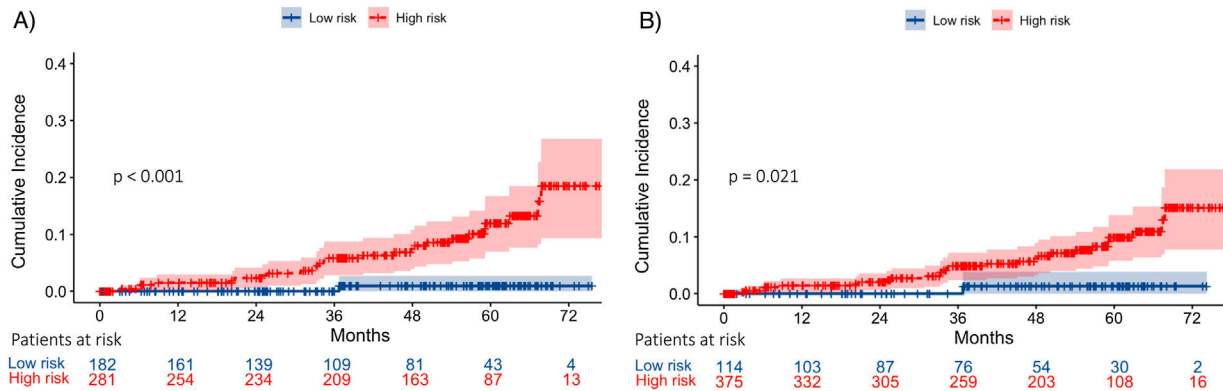 A)
Low risk High risk
Cumulative Incidence
0.4
0.3
0.2
0.1
0.0
p < 0.001
0 12 24 36 48 60 72
Months
Patients at risk
Low risk 182 161 139 109 81 43 4
High risk 281 254 234 209 163 87 13
B)
Low risk High risk
Cumulative Incidence
0.4
0.3
0.2
0.1
0.0
p = 0.021
0 12 24 36 48 60 72
Months
Patients at risk
Low risk 114 103 87 76 54 30 2
High risk 375 332 305 259 203 108 16